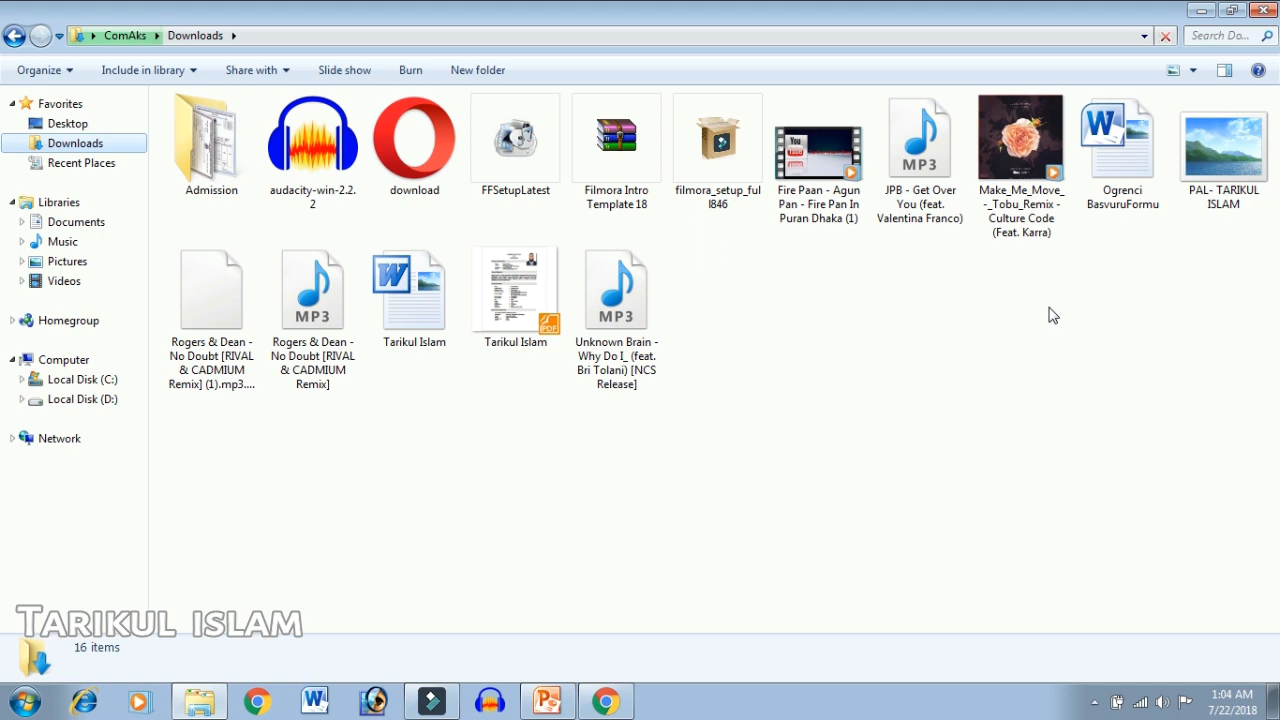 ComAks Downloads
Search Do...
Organize Include in library Share with Slide show Burn New folder
Favorites
Desktop
Downloads
Recent Places
Libraries
Documents
Music
Pictures
Videos
Homegroup
Computer
Local Disk (C:)
Local Disk (D:)
Network
Admission
audacity-win-2.2.
2
download
FFSetupLatest
Filmora Intro
Template 18
filmora_setup_ful
l846
You
Fire Paan - Agun
Pan - Fire Pan In
Puran Dhaka (1)
MP3
JPB - Get Over
You (feat.
Valentina Franco)
Make_Me_Move_
-_Tobu_Remix -
Culture Code
(Feat. Karra)
W
Ogrenci
BasvuruFormu
PAL- TARIKUL
ISLAM
Rogers & Dean -
No Doubt [RIVAL
& CADMIUM
Remix] (1).mp3....
MP3
Rogers & Dean -
No Doubt [RIVAL
& CADMIUM
Remix]
W
Tarikul Islam
PDF
Tarikul Islam
MP3
Unknown Brain -
Why Do I_ (feat.
Bri Tolani) [NCS
Release]
TARIKUL ISLAM
16 items
1:04 AM
7/22/2018